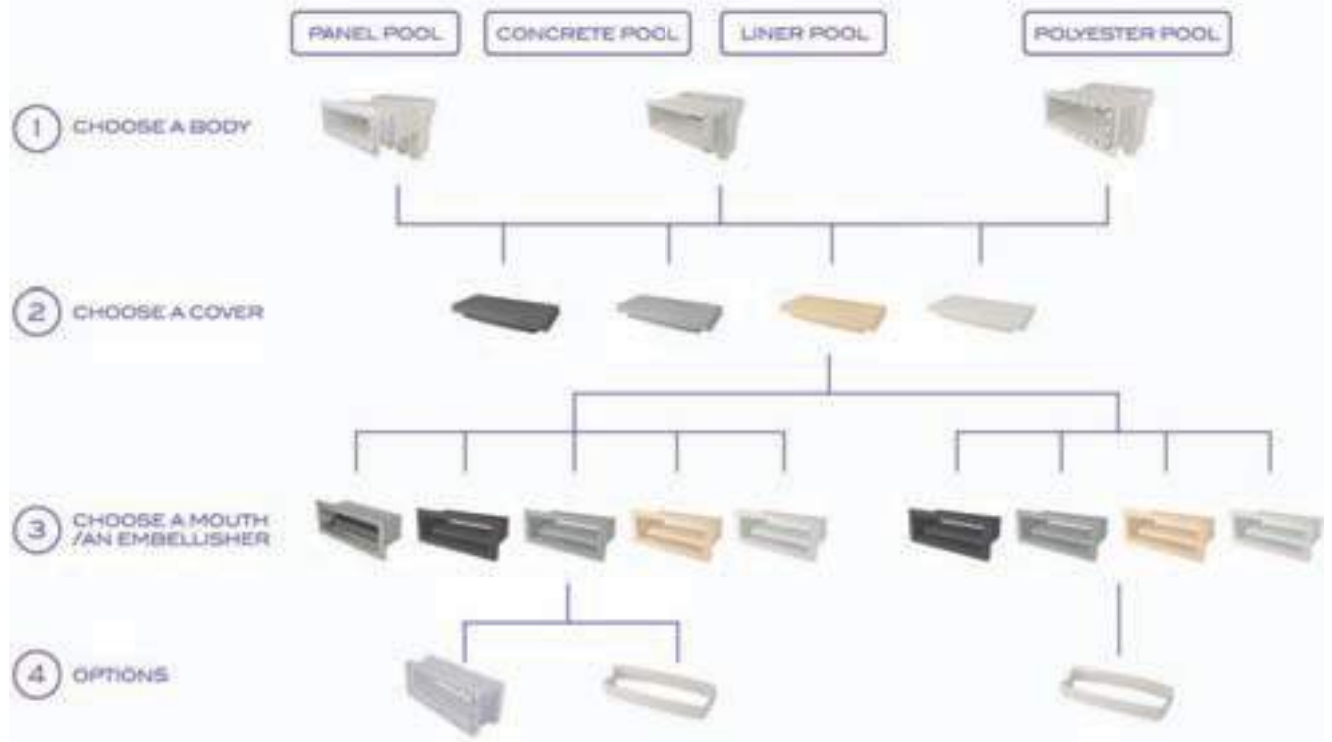 PANEL POOL
CONCRETE POOL
LINER POOL
POLYESTER POOL
1 CHOOSE A BODY
2 CHOOSE A COVER
3 CHOOSE A MOUTH
/AN EMBELLISHER
4 OPTIONS